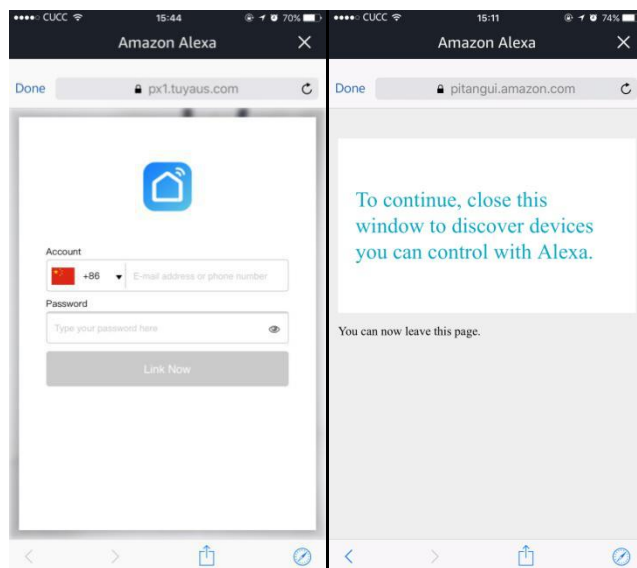 CUCC 15:44 70%
Amazon Alexa
Done px1.tuyaus.com
Account
+86 E-mail address or phone number
Password
Type your password here
Link Now
CUCC 15:11 74%
Amazon Alexa
Done pitangui.amazon.com
To continue, close this
window to discover devices
you can control with Alexa.
You can now leave this page.